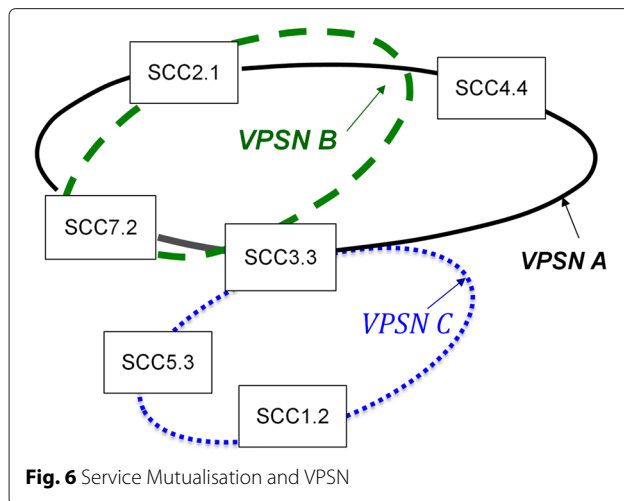 SCC2.1
SCC4.4
VPSN B
SCC7.2
SCC3.3
VPSN A
VPSN C
SCC5.3
SCC1.2
Fig. 6 Service Mutualisation and VPSN